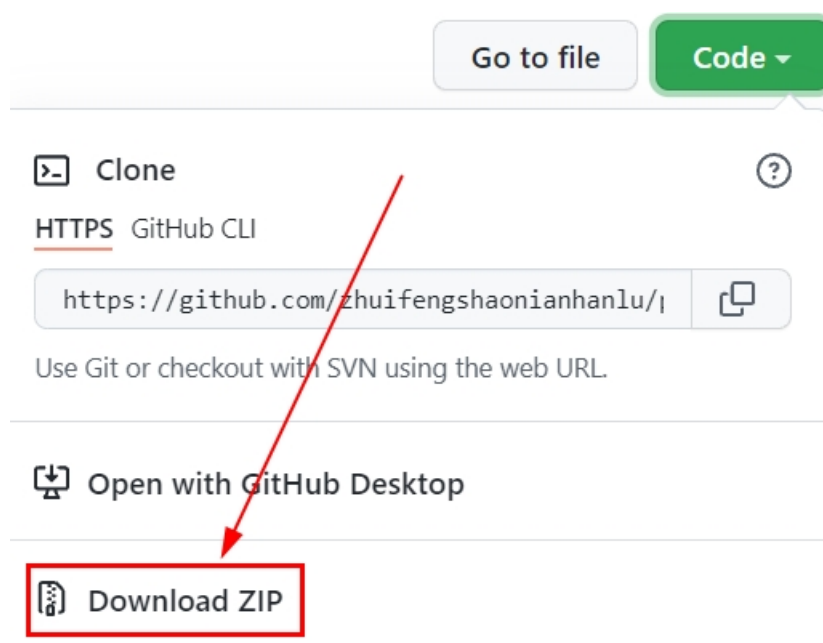 Go to file
Code
Clone
HTTPS
GitHub CLI
https://github.com/zhuifengshaonianhanlu/
Use Git or checkout with SVN using the web URL.
Open with GitHub Desktop
Download ZIP